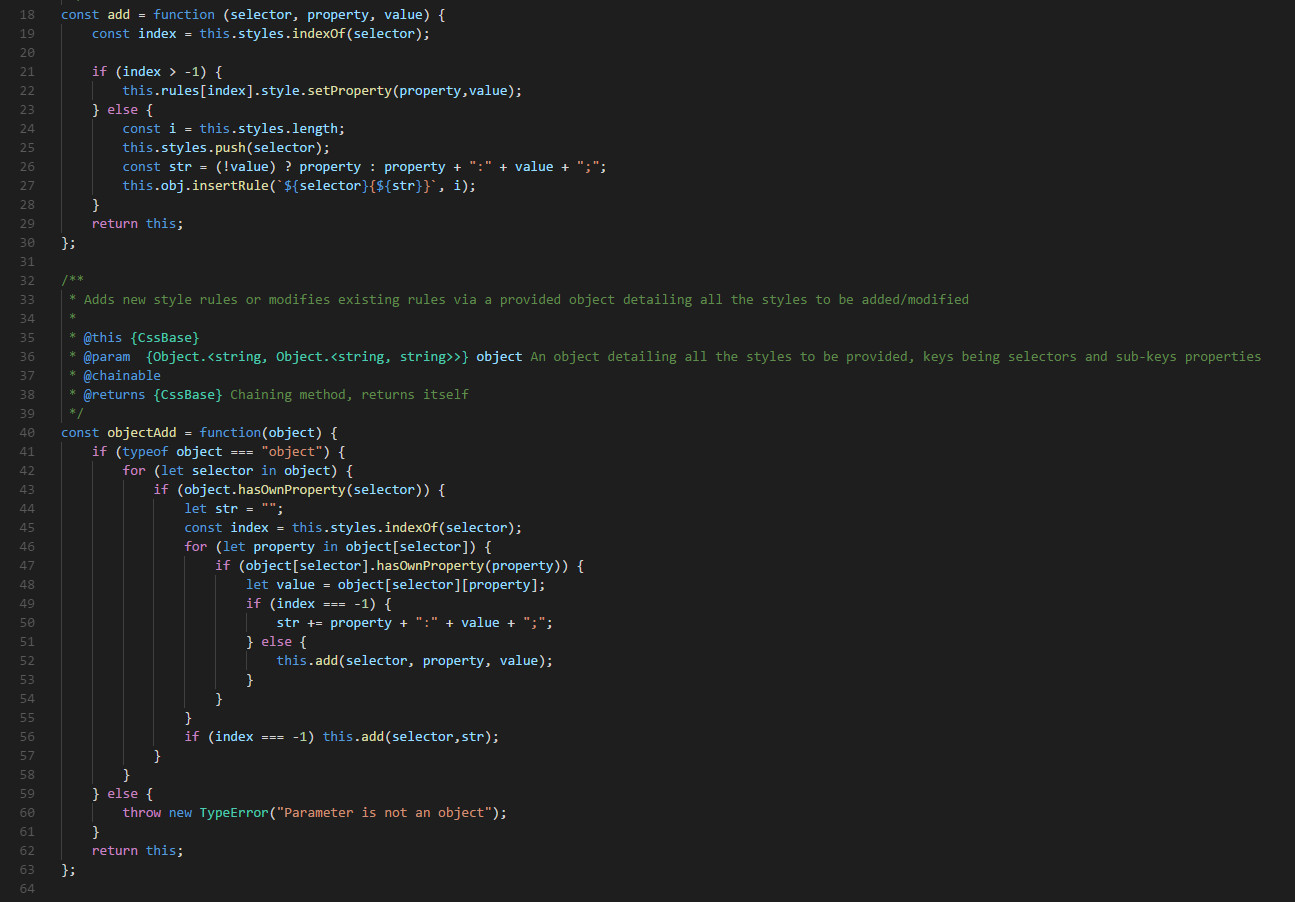 18 const add = function (selector, property, value) {
19     const index = this.styles.indexOf(selector);
20
21     if (index > -1) {
22         this.rules[index].style.setProperty(property,value);
23     } else {
24         const i = this.styles.length;
25         this.styles.push(selector);
26         const str = (!value) ? property : property + ":" + value + ";";
27         this.obj.insertRule(`${selector}{${str}}`, i);
28     }
29     return this;
30 };
31
32 /**
33  * Adds new style rules or modifies existing rules via a provided object detailing all the styles to be added/modified
34  *
35  * @this {CssBase}
36  * @param  {Object.<string, Object.<string, string>>} object An object detailing all the styles to be provided, keys being selectors and sub-keys properties
37  * @chainable
38  * @returns {CssBase} Chaining method, returns itself
39  */
40 const objectAdd = function(object) {
41     if (typeof object === "object") {
42         for (let selector in object) {
43             if (object.hasOwnProperty(selector)) {
44                 let str = "";
45                 const index = this.styles.indexOf(selector);
46                 for (let property in object[selector]) {
47                     if (object[selector].hasOwnProperty(property)) {
48                         let value = object[selector][property];
49                         if (index === -1) {
50                             str += property + ":" + value + ";";
51                         } else {
52                             this.add(selector, property, value);
53                         }
54                     }
55                 }
56                 if (index === -1) this.add(selector,str);
57             }
58         }
59     } else {
60         throw new TypeError("Parameter is not an object");
61     }
62     return this;
63 };
64